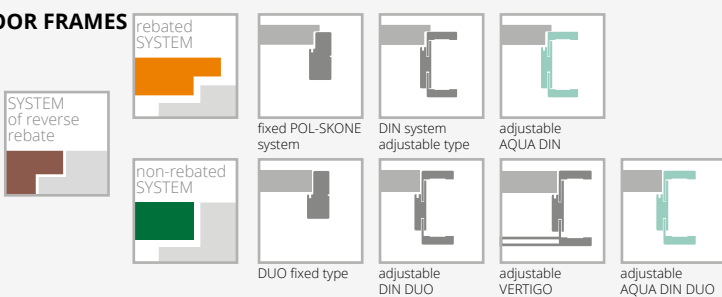 OOR FRAMES
rebated
SYSTEM
fixed POL-SKONE
system
DIN system
adjustable type
adjustable
AQUA DIN
SYSTEM
of reverse
rebate
non-rebated
SYSTEM
DUO fixed type
adjustable
DIN DUO
adjustable
VERTIGO
adjustable
AQUA DIN DUO